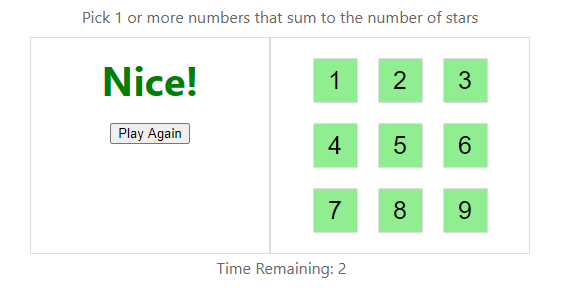 Pick 1 or more numbers that sum to the number of stars
Nice!
Play Again
1 2 3
4 5 6
7 8 9
Time Remaining: 2